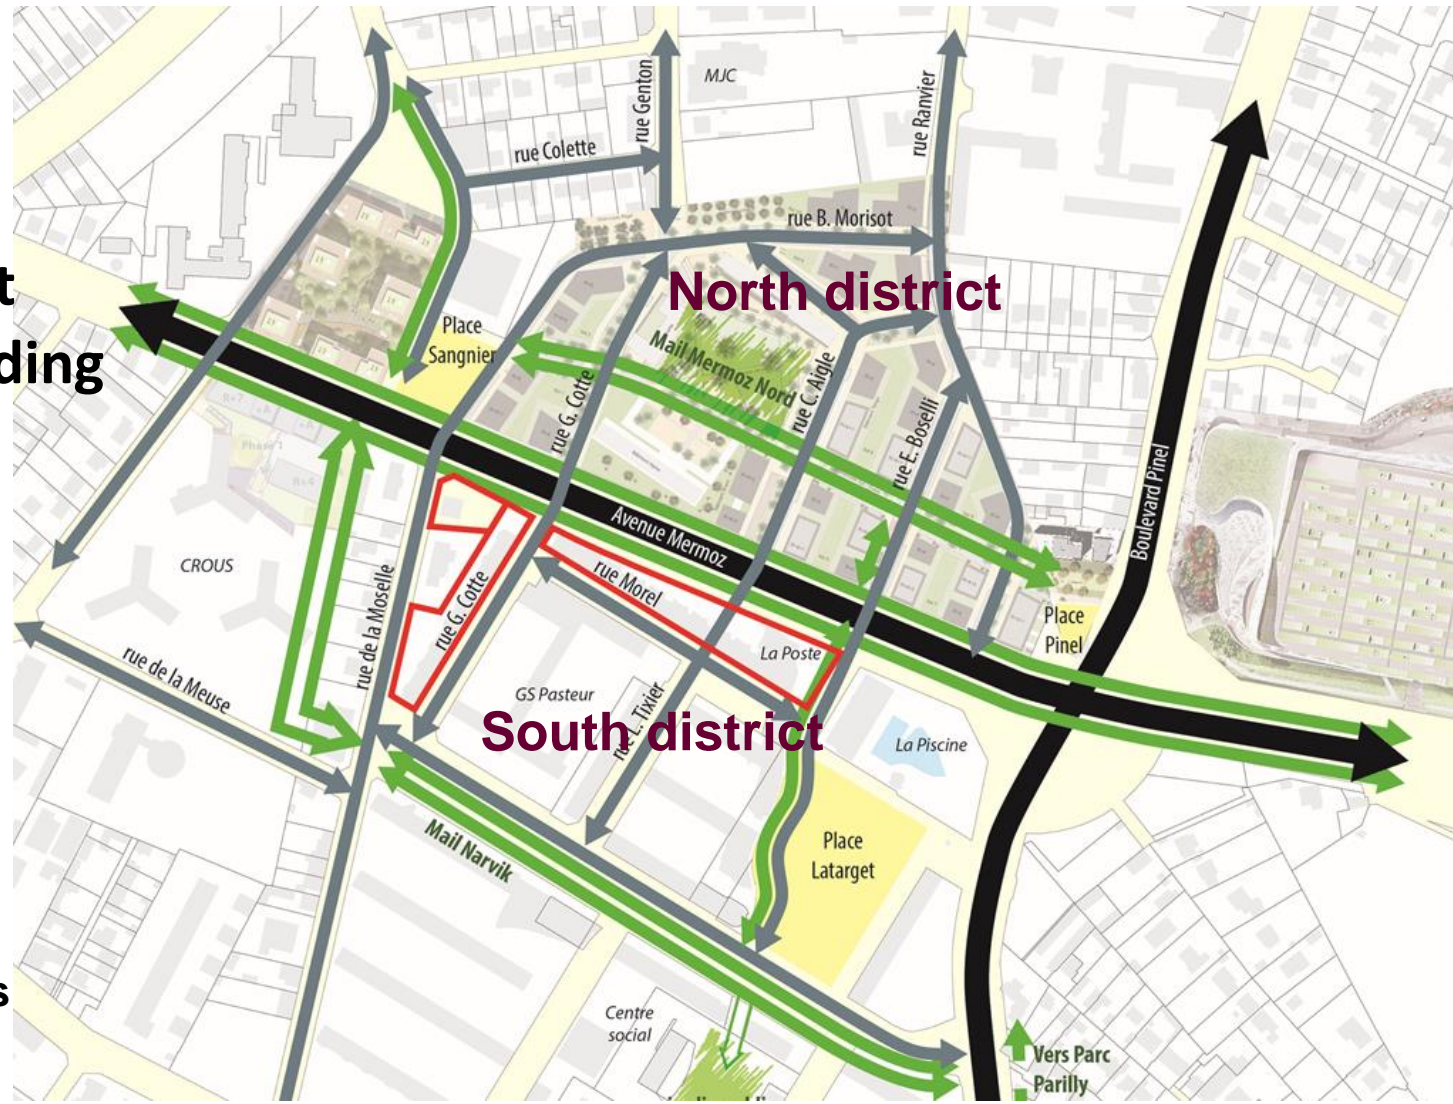 MJC
rue Genton
rue Ranvier
rue Colette
rue B. Morisot
t
North district
ding
Place
Sangnier
Mail Mermoz Nord
rue G. Cotte
rue C. Aigle
rue E. Boselli
Boulevard Pinel
Avenue Mermoz
CROUS
rue de la Moselle
rue G. Cotte
rue Morel
La Poste
Place
Pinel
rue de la Meuse
GS Pasteur
rue L. Tixier
South district
La Piscine
Mail Narvik
Place
Latarget
s
Centre
social
Vers Parc
Parilly